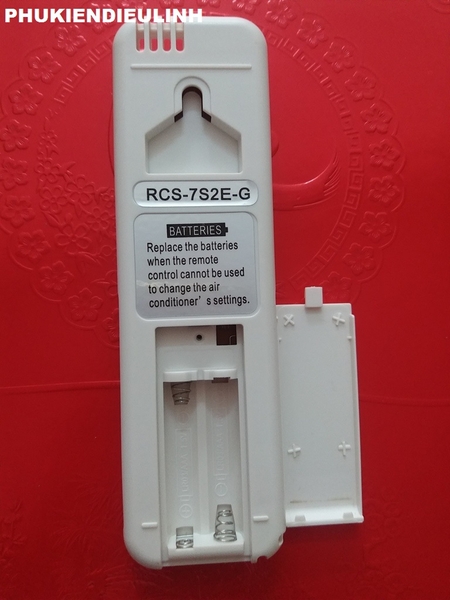 PHUKIENDIEULINH
RCS-7S2E-G
BATTERIES
Replace the batteries
when the remote
control cannot be used
to change the air
conditioner's settings.